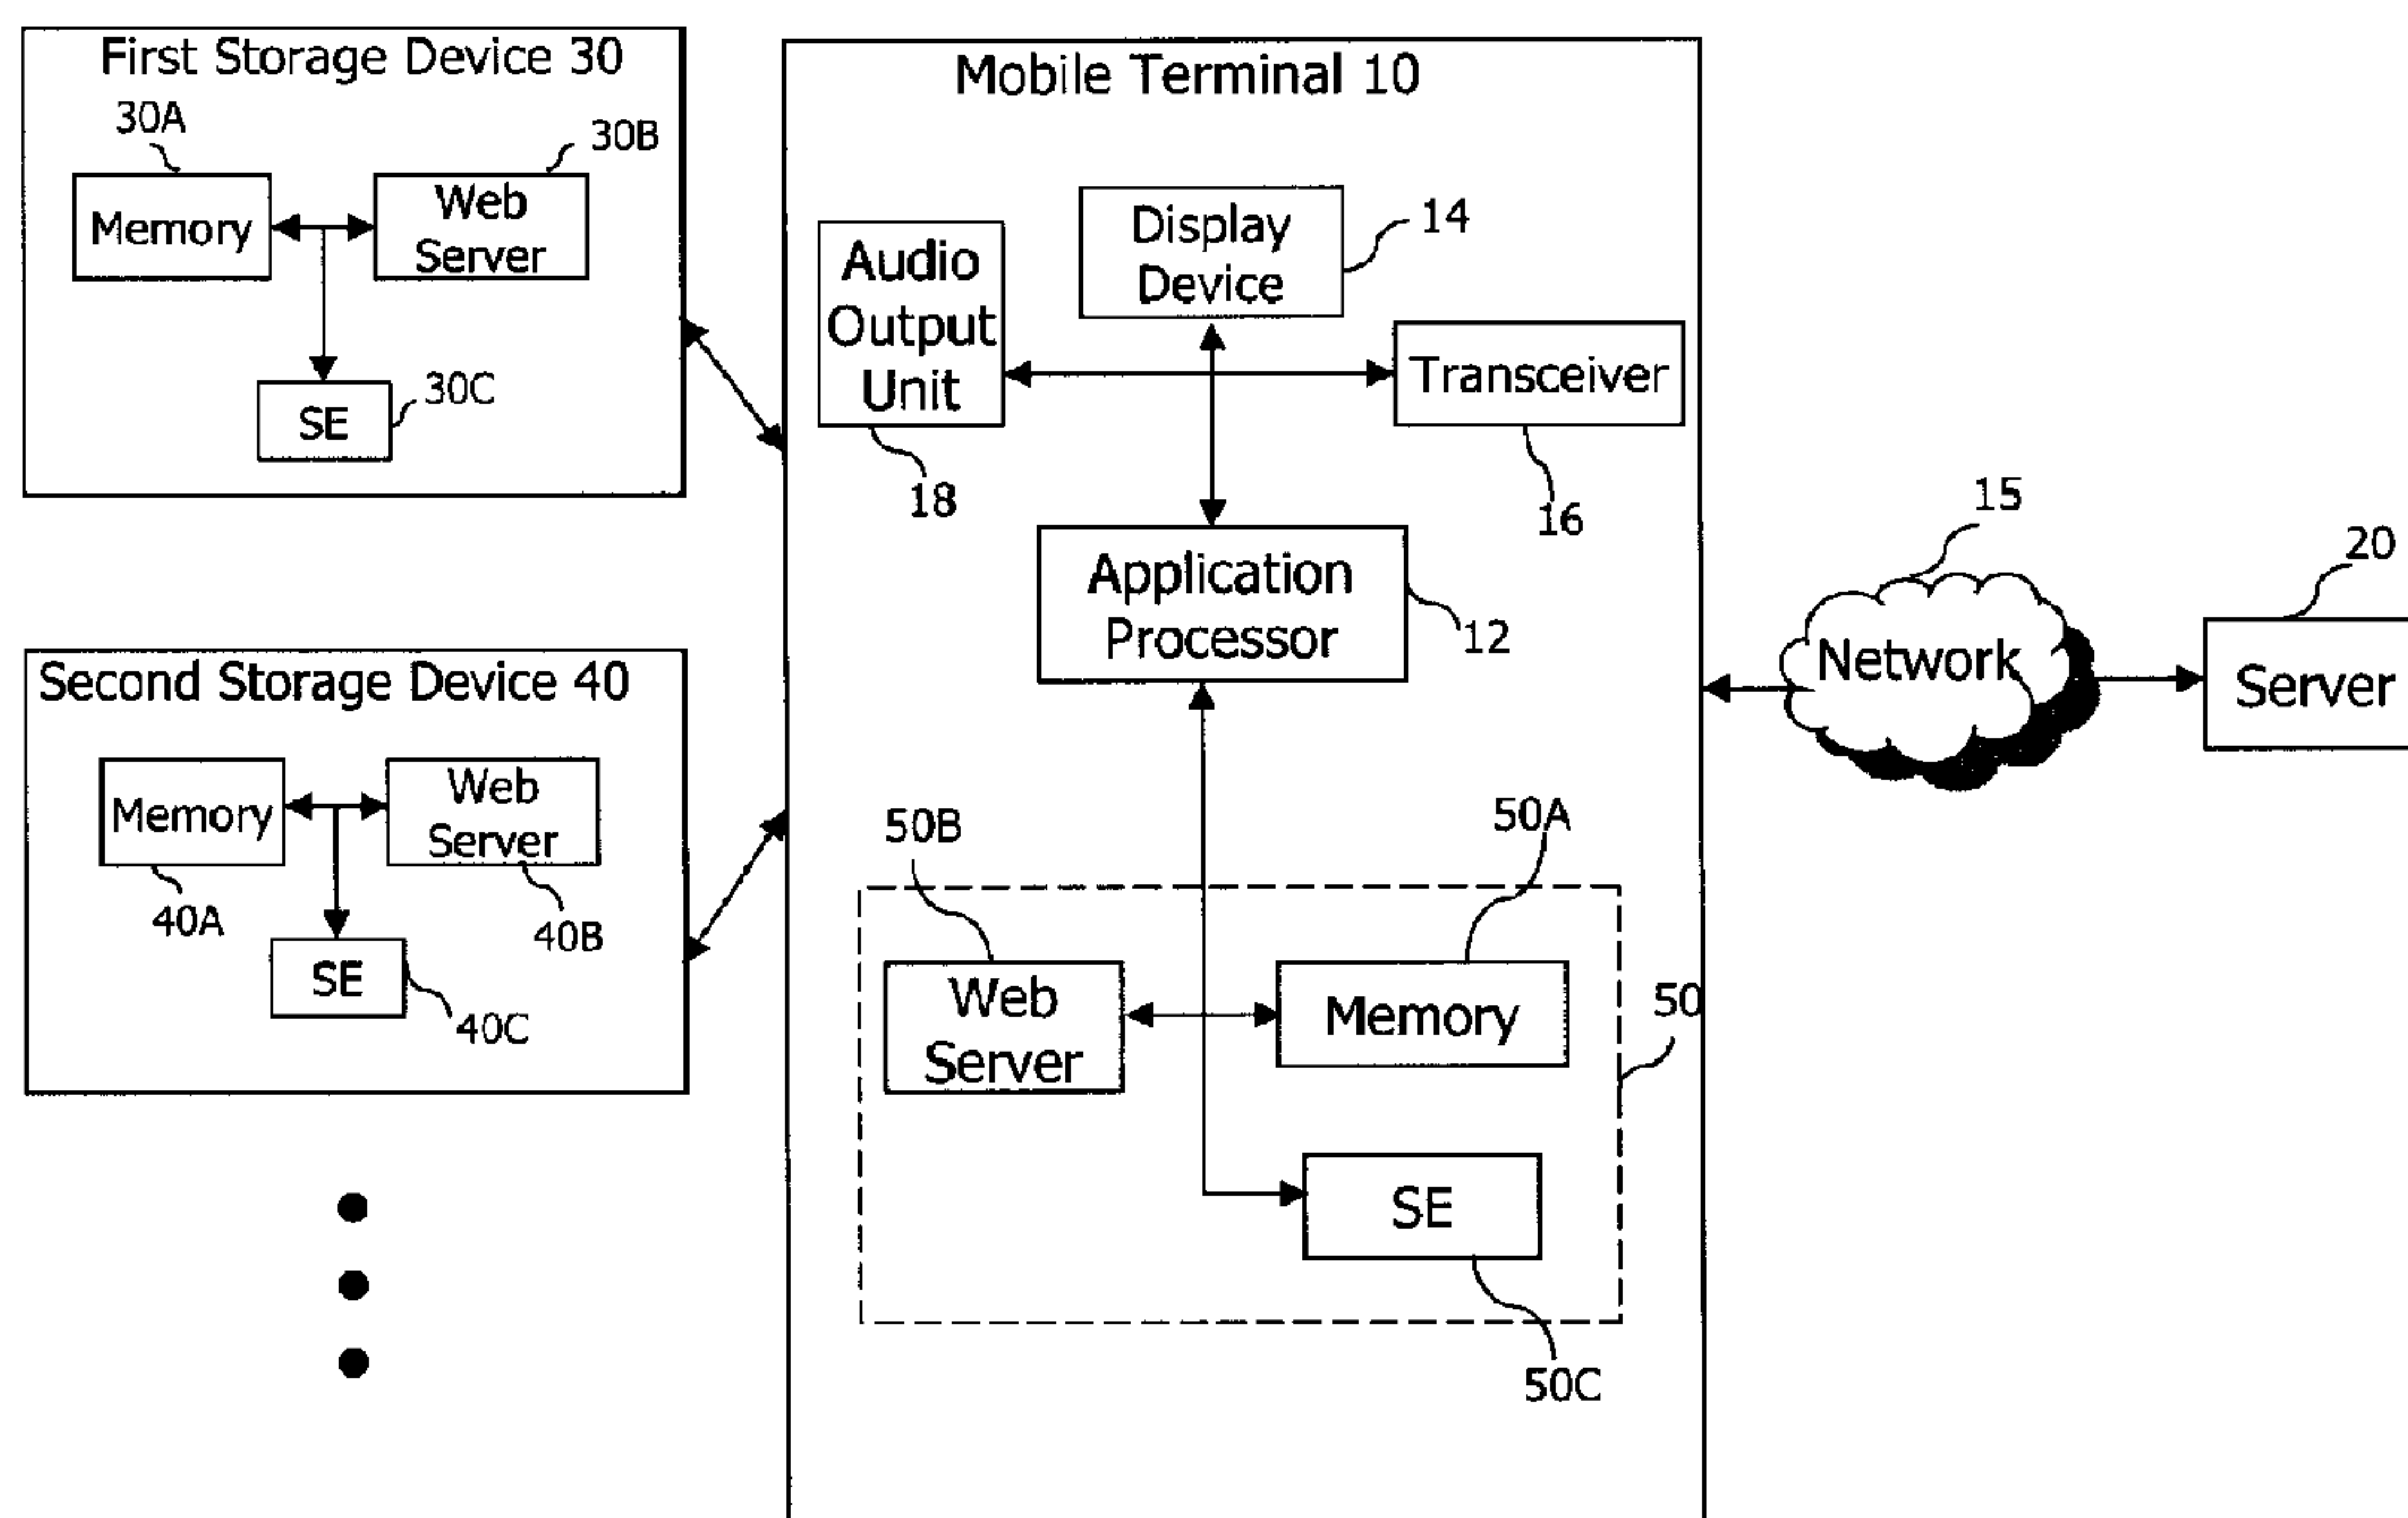 First Storage Device 30
30A
30B
Memory
Web
Server
30C
SE
Second Storage Device 40
Memory
Web
Server
40A
40B
SE
40C
Mobile Terminal 10
Display
Device
14
Audio
Output
Unit
18
Transceiver
16
Application
Processor
12
50B
50A
Web
Server
Memory
50
SE
50C
15
Network
20
Server